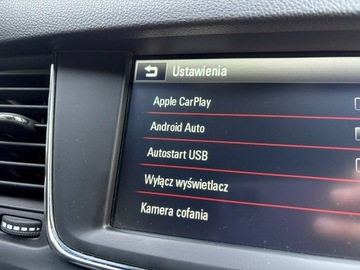 Ustawienia
Apple CarPlay
Android Auto
Autostart USB
Wyłącz wyświetlacz
Kamera cofania